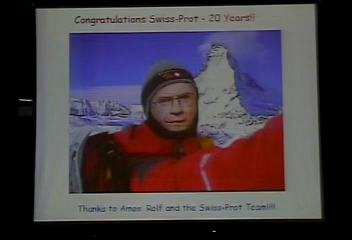 Congratulations Swiss-Prot - 20 Years!!
Thanks to Amos Rolf and the Swiss-Prot Team!!!!